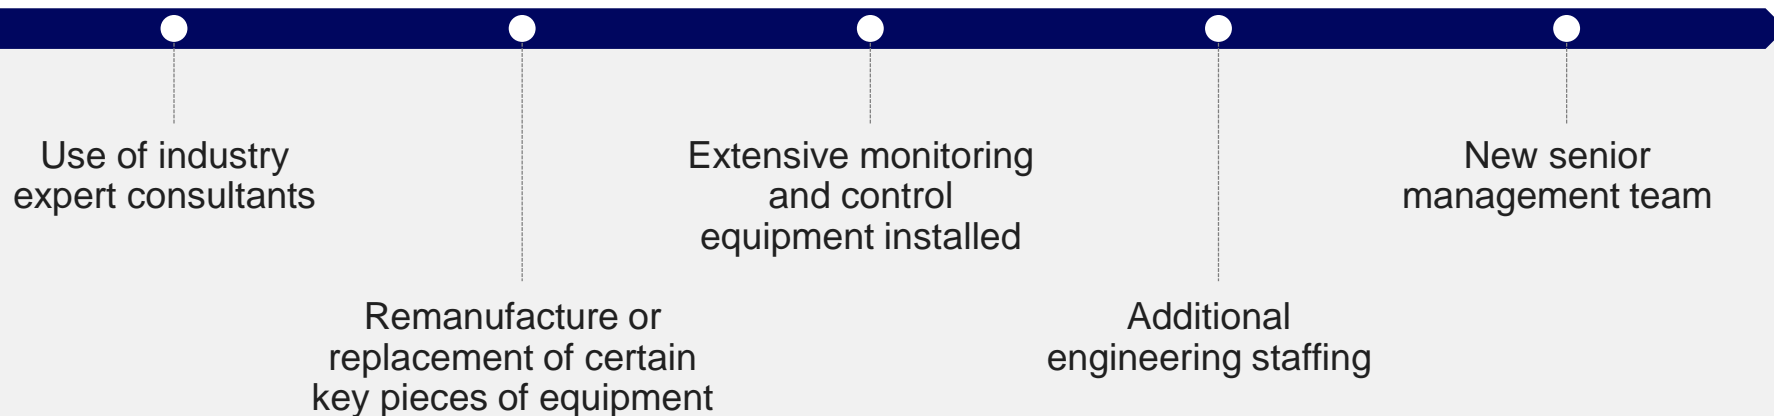 Use of industry
expert consultants
Remanufacture or
replacement of certain
key pieces of equipment
Extensive monitoring
and control
equipment installed
Additional
engineering staffing
New senior
management team